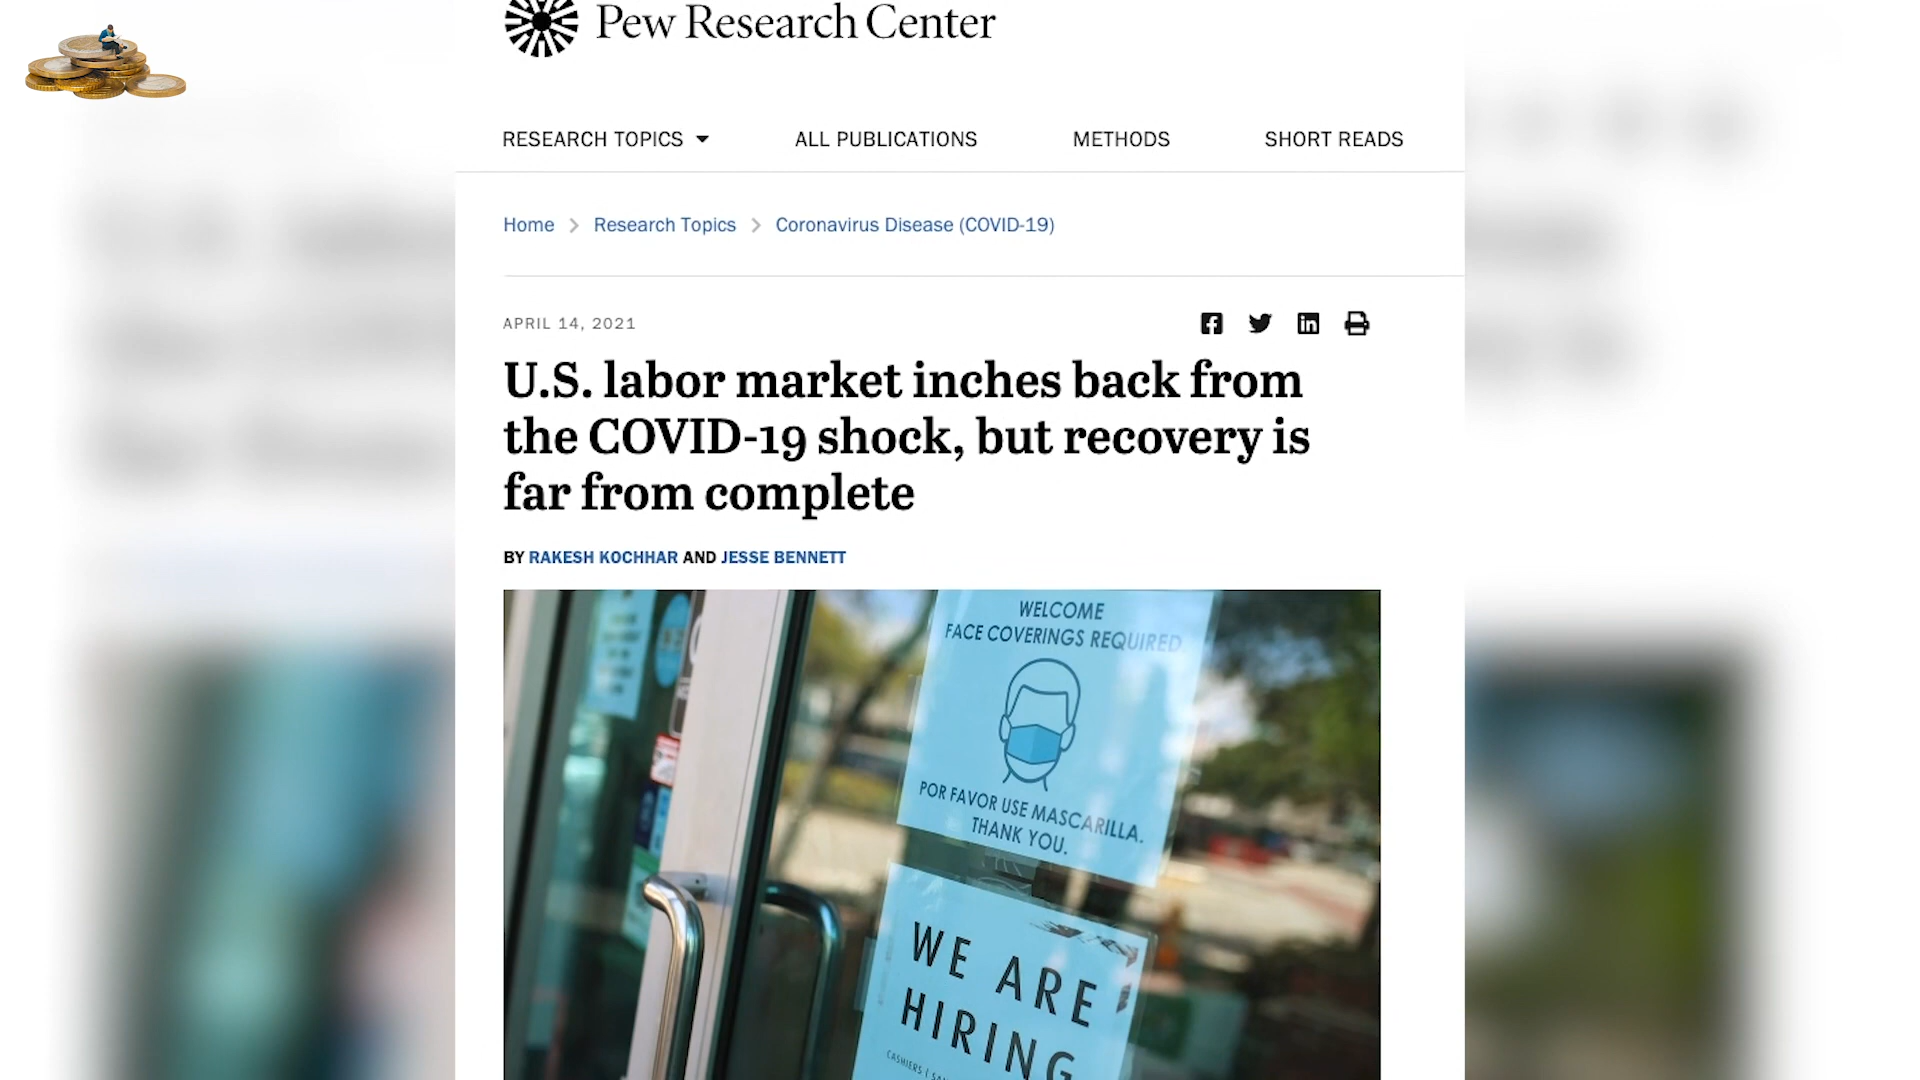 Pew Research Center
RESEARCH TOPICS
ALL PUBLICATIONS
METHODS
SHORT READS
Home
Research Topics
Coronavirus Disease (COVID-19)
APRIL 14, 2021
U.S. labor market inches back from
the COVID-19 shock, but recovery is
far from complete
BY RAKESH KOCHHAR AND JESSE BENNETT
WELCOME
FACE COVERINGS REQUIRED
POR FAVOR USE MASCARILLA.
THANK YOU.
WE ARE
HIRING
CASHIERS